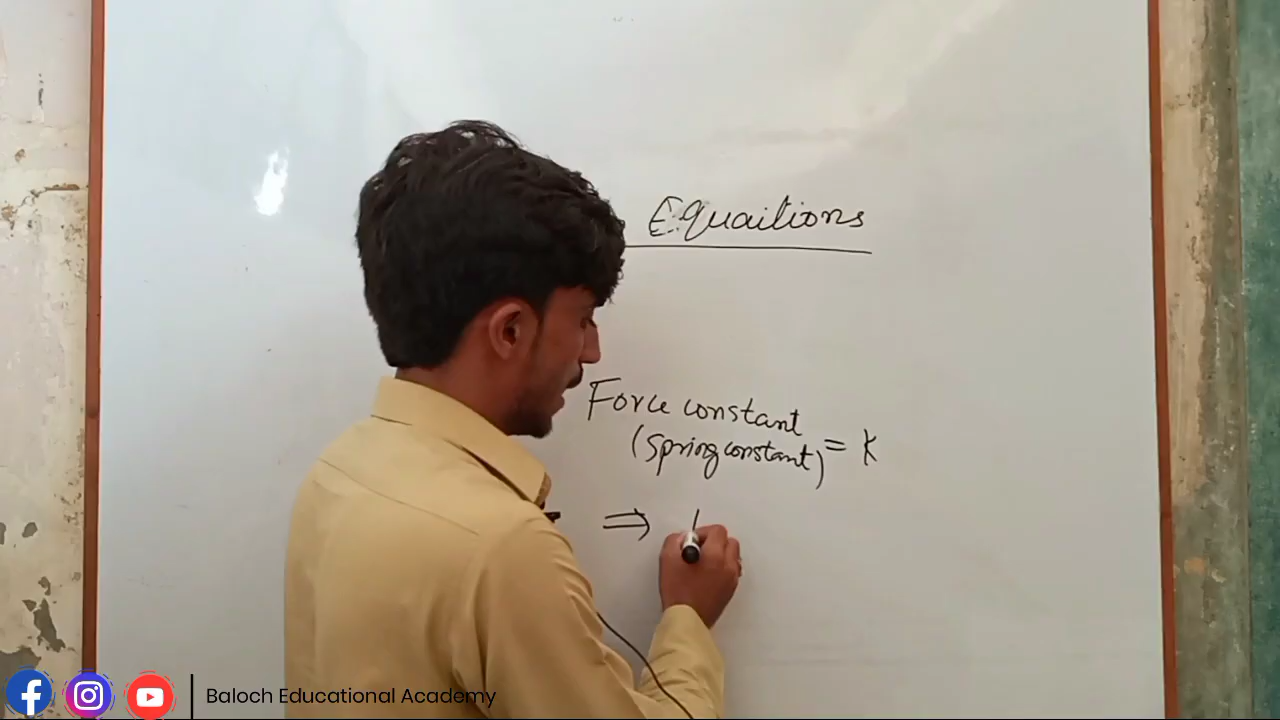 Equaitions
Force constant
(Spring constant) = K
⇒
Baloch Educational Academy